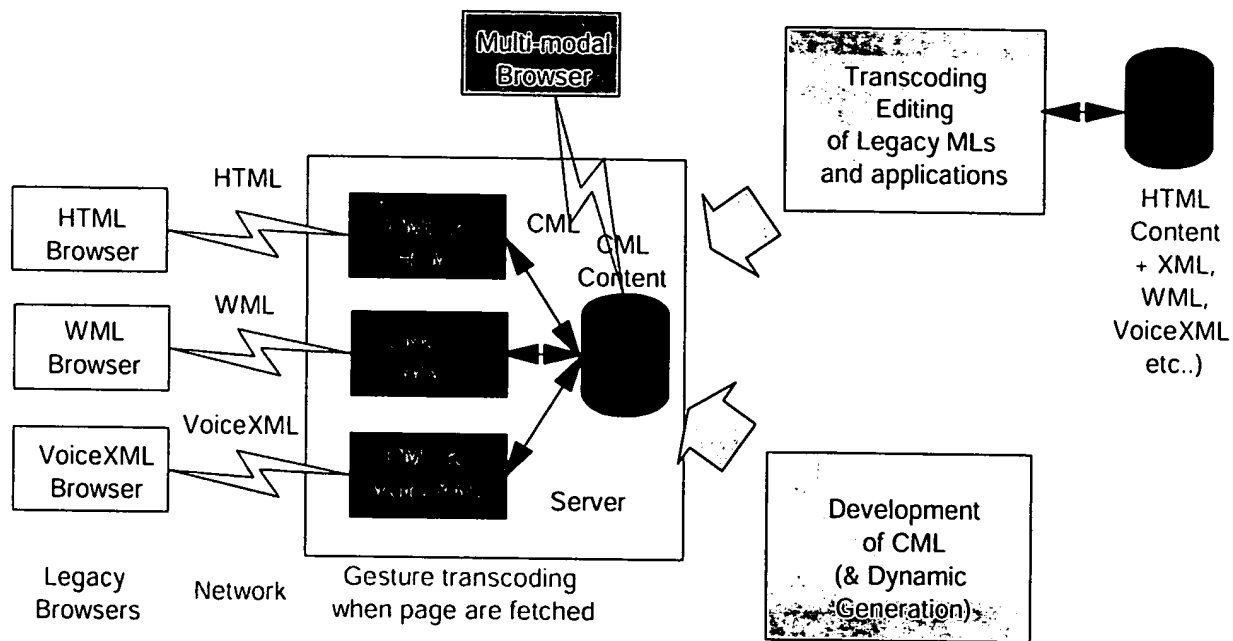 Multi-modal
Browser
Transcoding
Editing
of Legacy MLs
and applications
HTML
Content
+ XML,
WML,
VoiceXML
etc..)
HTML
Browser
HTML
CML
CML
Content
WML
Browser
WML
VoiceXML
Browser
VoiceXML
Server
Development
of CML
(& Dynamic
Generation)
Legacy
Browsers
Network
Gesture transcoding
when page are fetched